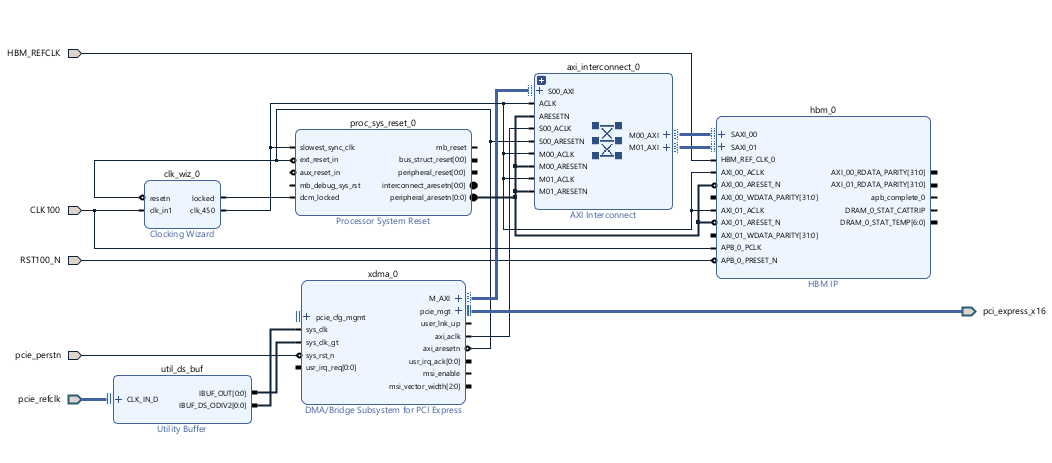 HBM_REFCLK
CLK100
RST100_N
pcie_perstn
pcie_refclk
clk_wiz_0
resetn
clk_in1
locked
clk_450
Clocking Wizard
proc_sys_reset_0
slowest_sync_clk
ext_reset_in
aux_reset_in
mb_debug_sys_rst
dcm_locked
mb_reset
bus_struct_reset[0:0]
peripheral_reset[0:0]
interconnect_aresetn[0:0]
peripheral_aresetn[0:0]
Processor System Reset
axi_interconnect_0
S00_AXI
ACLK
ARESETN
S00_ACLK
S00_ARESETN
M00_ACLK
M00_ARESETN
M01_ACLK
M01_ARESETN
M00_AXI
M01_AXI
AXI Interconnect
hbm_0
SAXI_00
SAXI_01
HBM_REF_CLK_0
AXI_00_ACLK
AXI_00_ARESET_N
AXI_00_WDATA_PARITY[31:0]
AXI_01_ACLK
AXI_01_ARESET_N
AXI_01_WDATA_PARITY[31:0]
APB_0_PCLK
APB_0_PRESET_N
AXI_00_RDATA_PARITY[31:0]
AXI_01_RDATA_PARITY[31:0]
apb_complete_0
DRAM_0_STAT_CATTRIP
DRAM_0_STAT_TEMP[6:0]
HBM IP
xdma_0
pcie_cfg_mgmt
sys_clk
sys_clk_gt
sys_rst_n
usr_irq_req[0:0]
M_AXI
pcie_mgt
user_lnk_up
axi_aclk
axi_aresetn
usr_irq_ack[0:0]
msi_enable
msi_vector_width[2:0]
DMA/Bridge Subsystem for PCI Express
util_ds_buf
CLK_IN_D
IBUF_OUT[0:0]
IBUF_DS_ODIV2[0:0]
Utility Buffer
pci_express_x16